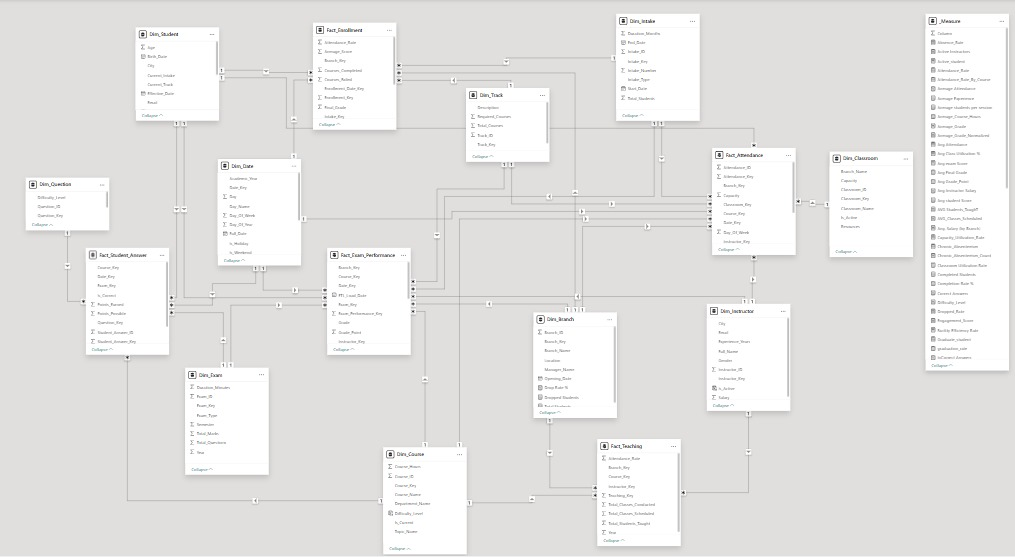 Dim_Student
Age
Birth_Date
City
Current_Intake
Current_Track
Effective_Date
Email
Collapse
Fact_Enrollment
Attendance_Rate
Average_Score
Branch_Key
Courses_Completed
Courses_Failed
Enrollment_Date_Key
Enrollment_Key
Final_Grade
Intake_Key
Collapse
Dim_Intake
Duration_Months
End_Date
Intake_ID
Intake_Key
Intake_Number
Intake_Type
Start_Date
Total_Students
Collapse
_Measure
Column
Absence_Rate
Active Instructors
Active_student
Attendance_Rate
Attendance_Rate_By_Course
Average Attendance
Average Experience
Average students per session
Average_Course_Hours
Average_Grade
Average_Grade_Normalized
Avg Attendance
Avg Class Utilization %
Avg exam Score
Avg Final Grade
Avg Grade_Point
Avg Instructor Salary
Avg student Score
AVG_Students_Taught
AVG_Classes_Scheduled
Avg. Salary (by Branch)
Capacity_Utilization_Rate
Chronic_Absenteeism
Chronic_Absenteeism_Count
Classroom Utilization Rate
Completed Students
Completion Rate %
Correct Answers
Difficulty_Level
Dropped_Rate
Engagement_Score
Facility Efficiency Rate
Graduate_student
graduation_rate
IsCorrect Answers
Collapse
Dim_Track
Description
Required_Courses
Total_Courses
Track_ID
Track_Key
Collapse
Dim_Date
Academic_Year
Date_Key
Day
Day_Name
Day_Of_Week
Day_Of_Year
Full_Date
Is_Holiday
Is_Weekend
Collapse
Fact_Attendance
Attendance_ID
Attendance_Key
Branch_Key
Capacity
Classroom_Key
Course_Key
Date_Key
Day_Of_Week
Instructor_Key
Collapse
Dim_Classroom
Branch_Name
Capacity
Classroom_ID
Classroom_Key
Classroom_Name
Is_Active
Resources
Collapse
Dim_Question
Difficulty_Level
Question_ID
Question_Key
Collapse
Fact_Student_Answer
Course_Key
Date_Key
Exam_Key
Is_Correct
Points_Earned
Points_Possible
Question_Key
Student_Answer_ID
Student_Answer_Key
Collapse
Fact_Exam_Performance
Branch_Key
Course_Key
Date_Key
ETL_Load_Date
Exam_Key
Exam_Performance_Key
Grade
Grade_Point
Instructor_Key
Collapse
Dim_Branch
Branch_ID
Branch_Key
Branch_Name
Location
Manager_Name
Opening_Date
Drop Rate %
Dropped Students
Total Students
Collapse
Dim_Instructor
City
Email
Experience_Years
Full_Name
Gender
Instructor_ID
Instructor_Key
Is_Active
Salary
Collapse
Dim_Exam
Duration_Minutes
Exam_ID
Exam_Key
Exam_Type
Semester
Total_Marks
Total_Questions
Year
Collapse
Dim_Course
Course_Hours
Course_ID
Course_Key
Course_Name
Department_Name
Difficulty_Level
Is_Current
Topic_Name
Collapse
Fact_Teaching
Attendance_Rate
Branch_Key
Course_Key
Instructor_Key
Teaching_Key
Total_Classes_Conducted
Total_Classes_Scheduled
Total_Students_Taught
Year
Collapse